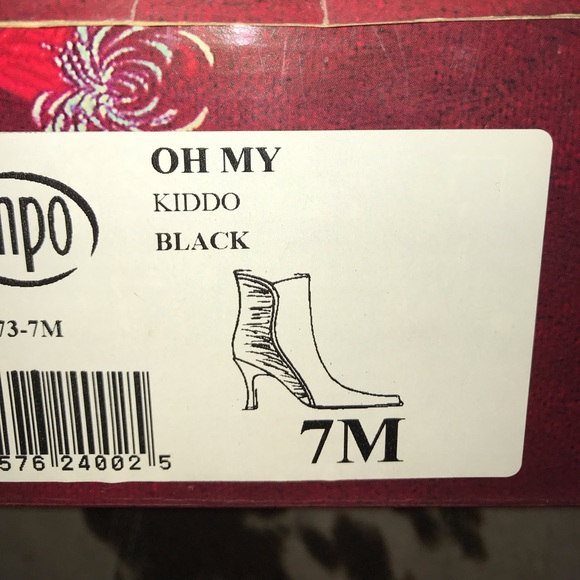 OH MY
KIDDO
BLACK
npo
73-7M
576 24002 5
7M